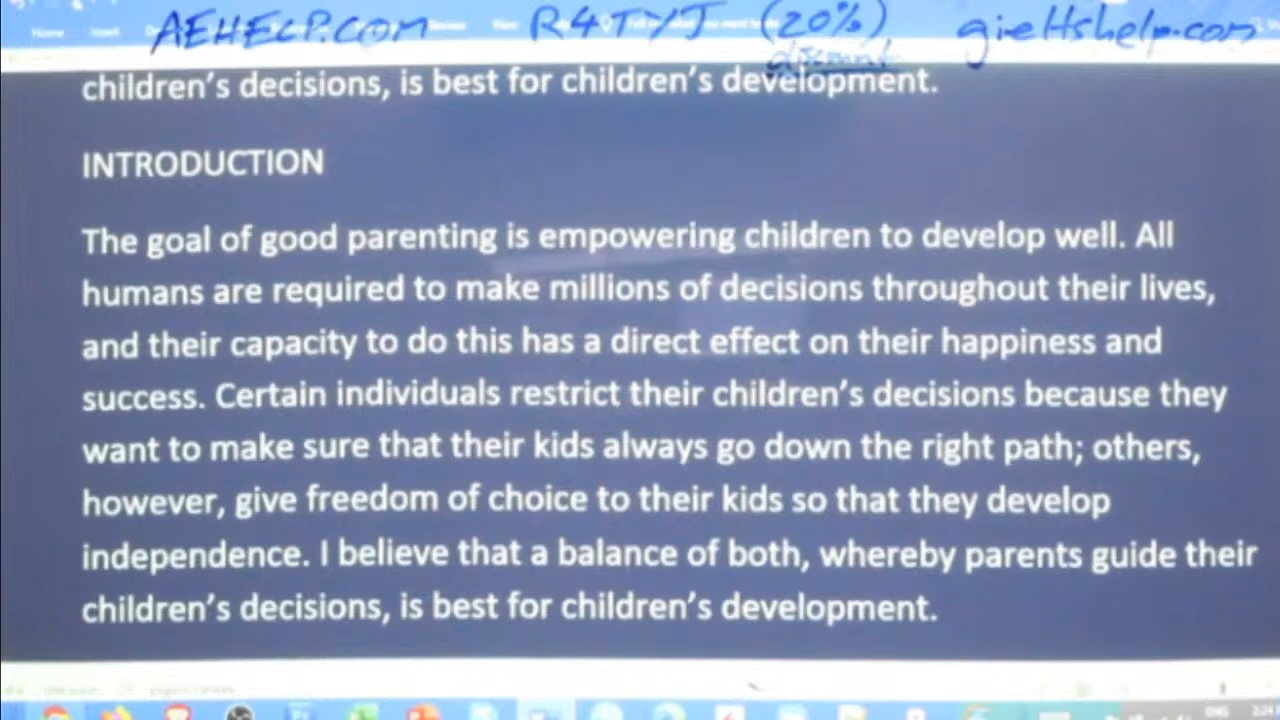 AEHELP.COM R4TYJ (20%) gieltshelp.com
discount
Home Insert
children's decisions, is best for children's development.
INTRODUCTION
The goal of good parenting is empowering children to develop well. All
humans are required to make millions of decisions throughout their lives,
and their capacity to do this has a direct effect on their happiness and
success. Certain individuals restrict their children's decisions because they
want to make sure that their kids always go down the right path; others,
however, give freedom of choice to their kids so that they develop
independence. I believe that a balance of both, whereby parents guide their
children's decisions, is best for children's development.
ENG